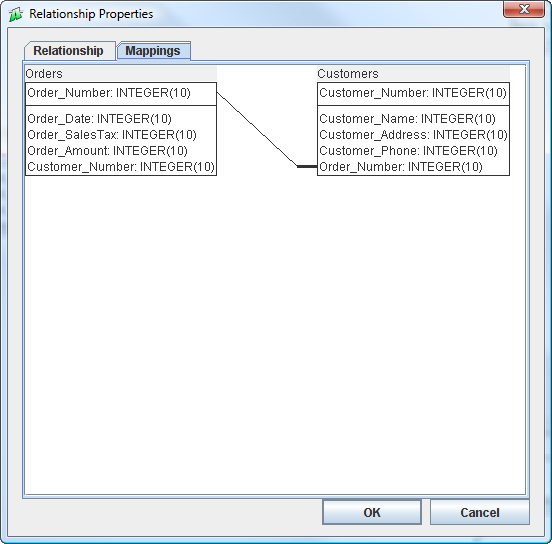 Relationship Properties
Relationship
Mappings
Orders
Order_Number: INTEGER(10)
Order_Date: INTEGER(10)
Order_SalesTax: INTEGER(10)
Order_Amount: INTEGER(10)
Customer_Number: INTEGER(10)
Customers
Customer_Number: INTEGER(10)
Customer_Name: INTEGER(10)
Customer_Address: INTEGER(10)
Customer_Phone: INTEGER(10)
Order_Number: INTEGER(10)
OK
Cancel